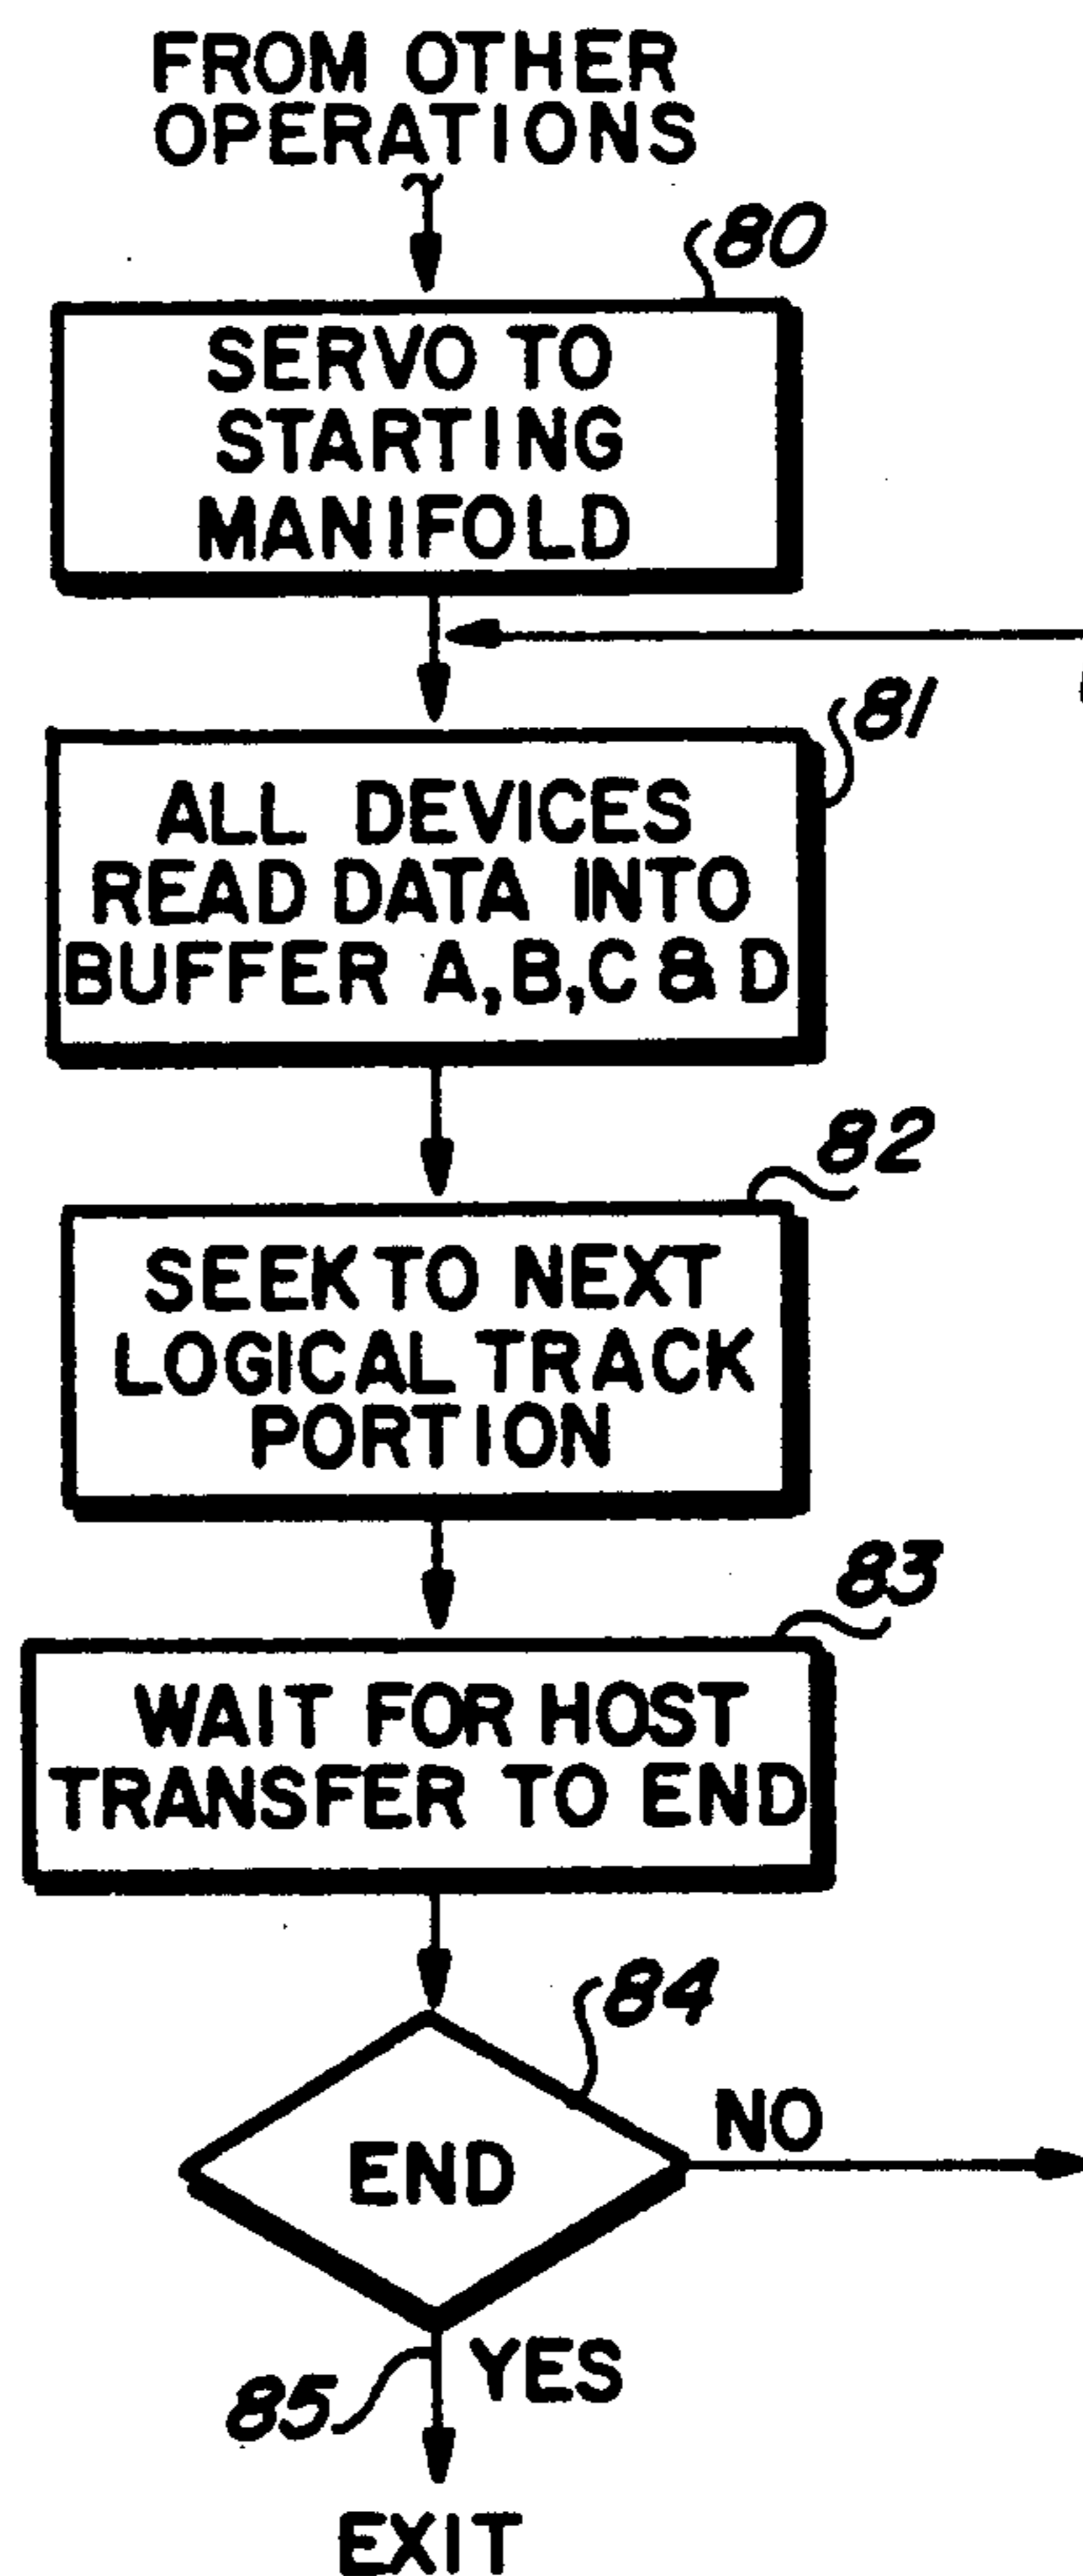 FROM OTHER
OPERATIONS
80
SERVO TO
STARTING
MANIFOLD
81
ALL DEVICES
READ DATA INTO
BUFFER A,B,C & D
82
SEEK TO NEXT
LOGICAL TRACK
PORTION
83
WAIT FOR HOST
TRANSFER TO END
84
NO
END
YES
85
EXIT